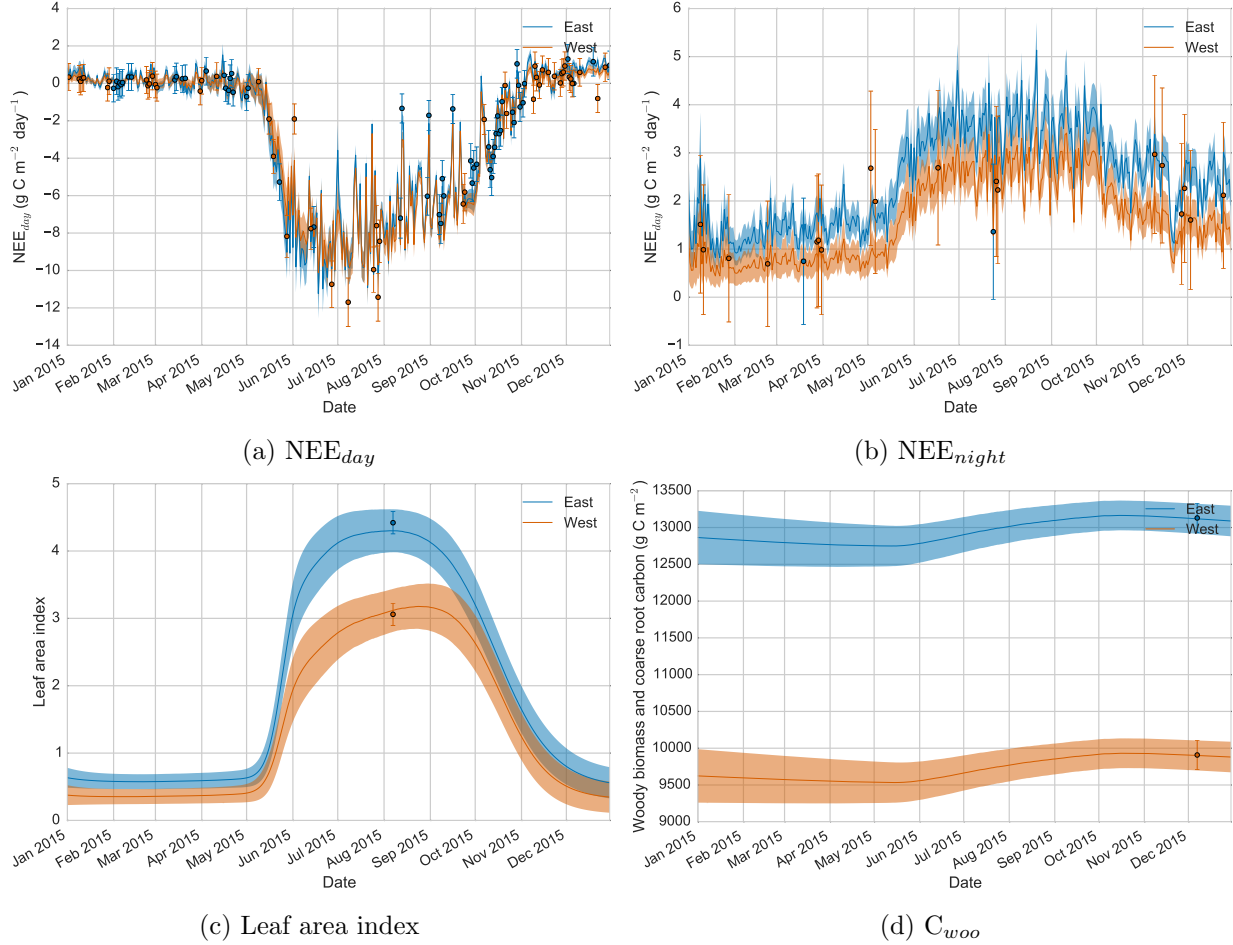 East
West
NEE_day (g C m⁻² day⁻¹)
4
2
0
−2
−4
−6
−8
−10
−12
−14
Jan 2015
Feb 2015
Mar 2015
Apr 2015
May 2015
Jun 2015
Jul 2015
Aug 2015
Sep 2015
Oct 2015
Nov 2015
Dec 2015
Date
(a) NEE_day
East
West
NEE_day (g C m⁻² day⁻¹)
6
5
4
3
2
1
0
−1
Jan 2015
Feb 2015
Mar 2015
Apr 2015
May 2015
Jun 2015
Jul 2015
Aug 2015
Sep 2015
Oct 2015
Nov 2015
Dec 2015
Date
(b) NEE_night
East
West
Leaf area index
5
4
3
2
1
0
Jan 2015
Feb 2015
Mar 2015
Apr 2015
May 2015
Jun 2015
Jul 2015
Aug 2015
Sep 2015
Oct 2015
Nov 2015
Dec 2015
Date
(c) Leaf area index
East
West
Woody biomass and coarse root carbon (g C m⁻²)
13500
13000
12500
12000
11500
11000
10500
10000
9500
9000
Jan 2015
Feb 2015
Mar 2015
Apr 2015
May 2015
Jun 2015
Jul 2015
Aug 2015
Sep 2015
Oct 2015
Nov 2015
Dec 2015
Date
(d) C_woo